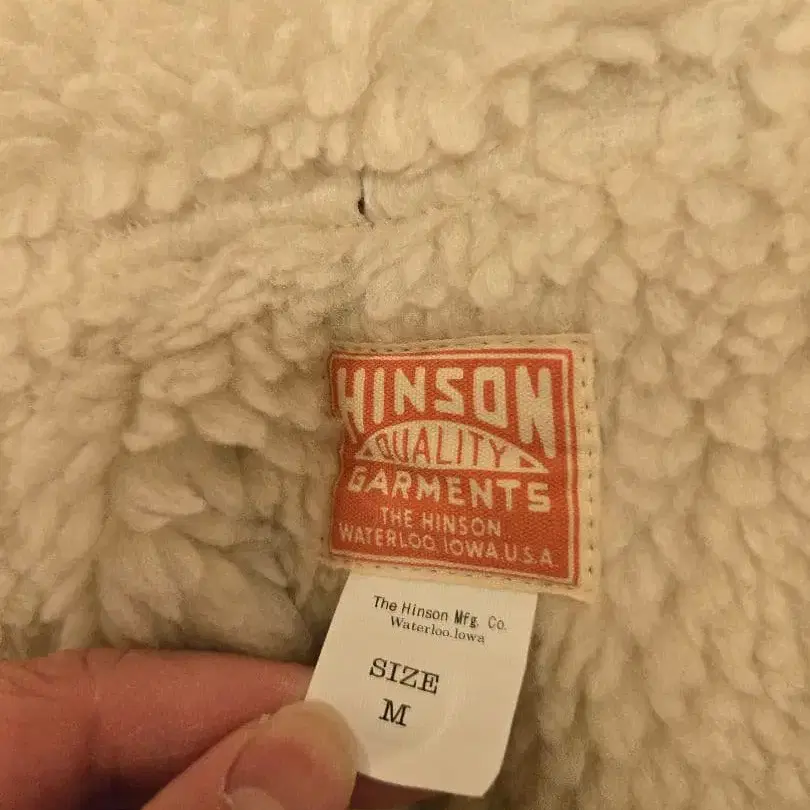 HINSON
QUALITY
GARMENTS
THE HINSON
WATERLOO, IOWA, U.S.A
The Hinson Mfg. Co.
Waterloo.Iowa
SIZE
M